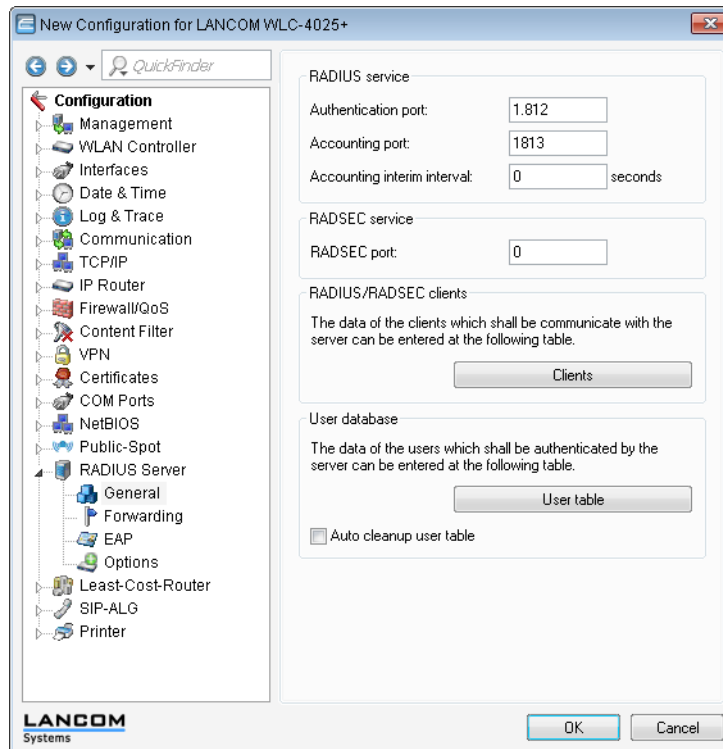 New Configuration for LANCOM WLC-4025+
QuickFinder
Configuration
Management
WLAN Controller
Interfaces
Date & Time
Log & Trace
Communication
TCP/IP
IP Router
Firewall/QoS
Content Filter
VPN
Certificates
COM Ports
NetBIOS
Public-Spot
RADIUS Server
General
Forwarding
EAP
Options
Least-Cost-Router
SIP-ALG
Printer
RADIUS service
Authentication port: 1.812
Accounting port: 1813
Accounting interim interval: 0 seconds
RADSEC service
RADSEC port: 0
RADIUS/RADSEC clients
The data of the clients which shall be communicate with the
server can be entered at the following table.
Clients
User database
The data of the users which shall be authenticated by the
server can be entered at the following table.
User table
Auto cleanup user table
LANCOM
Systems
OK Cancel